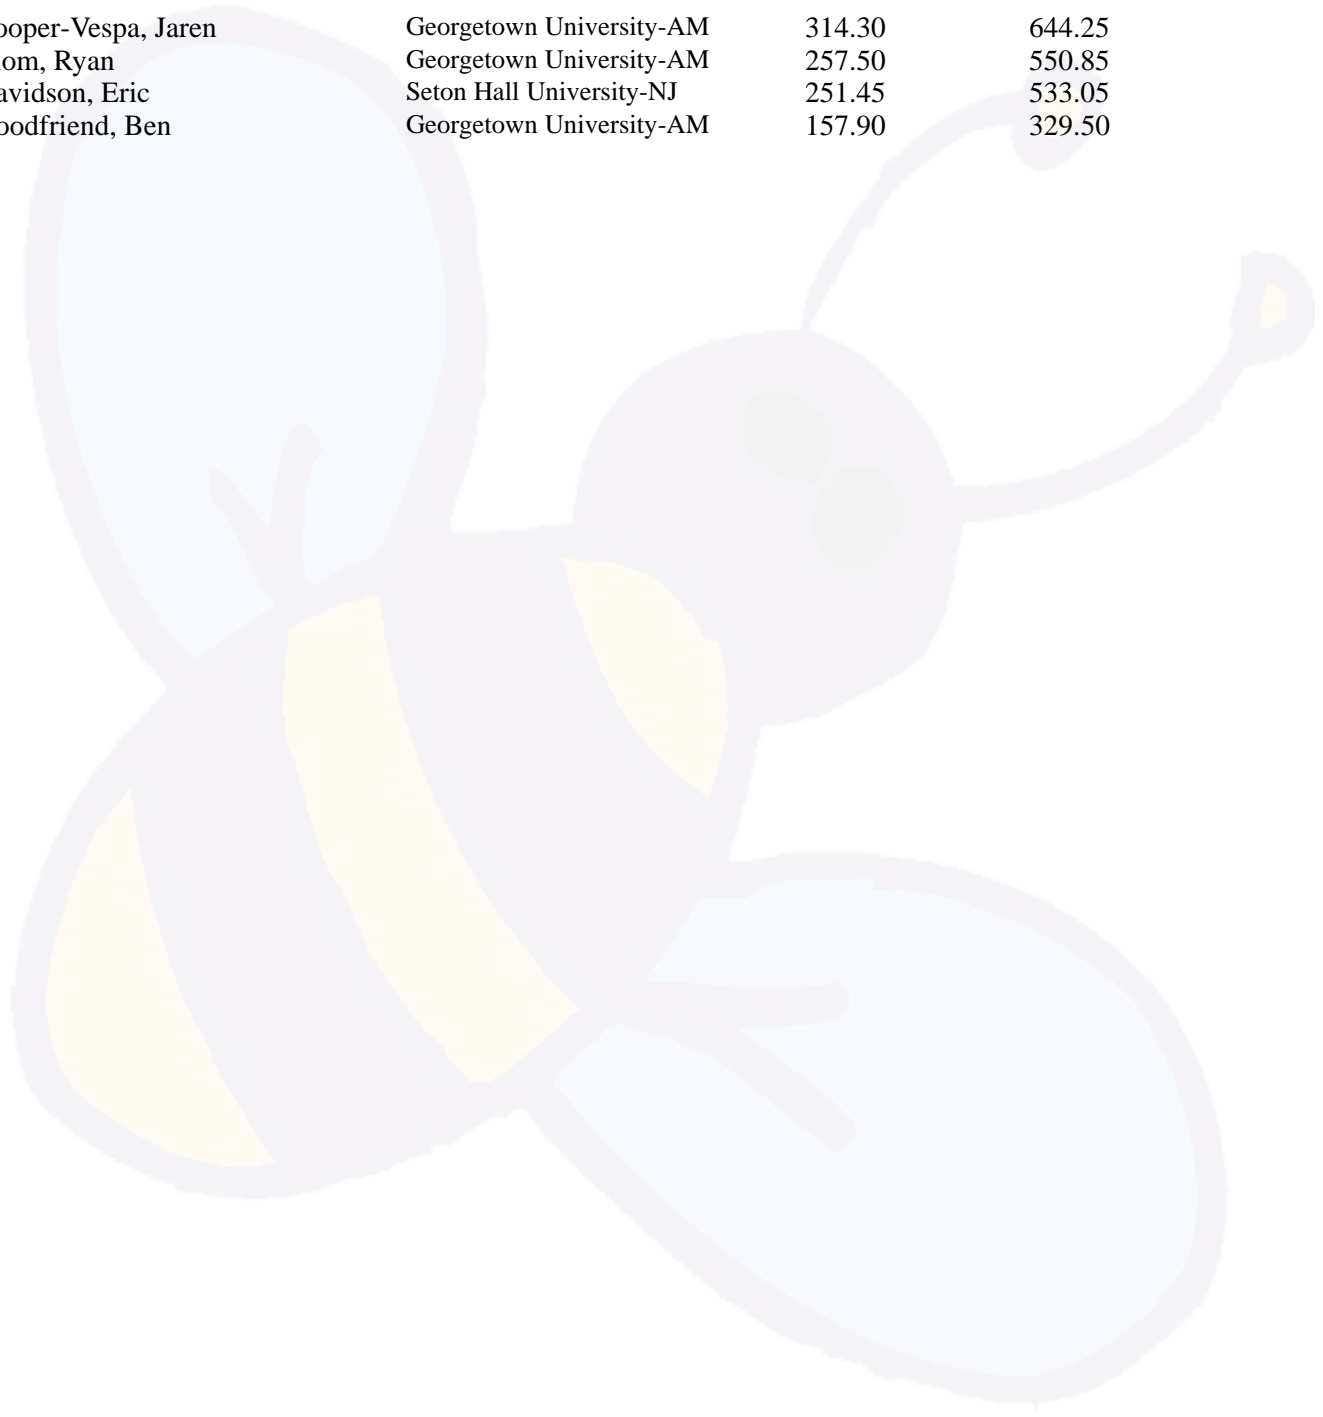 ooper-Vespa, Jaren Georgetown University-AM 314.30 644.25
om, Ryan Georgetown University-AM 257.50 550.85
avidson, Eric Seton Hall University-NJ 251.45 533.05
oodfriend, Ben Georgetown University-AM 157.90 329.50